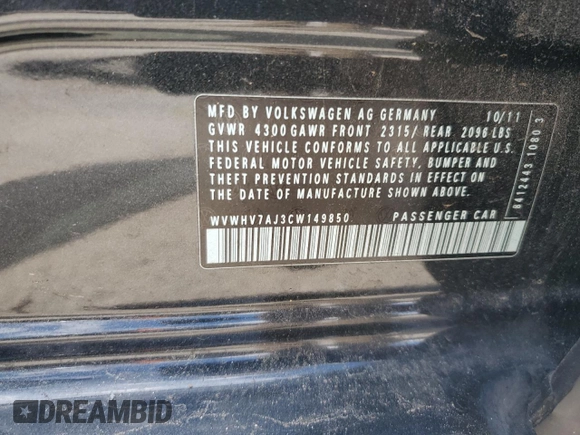 MFD BY VOLKSWAGEN AG GERMANY 10/11
GVWR 4300 GAWR FRONT 2315/ REAR 2096 LBS
THIS VEHICLE CONFORMS TO ALL APPLICABLE U.S.
FEDERAL MOTOR VEHICLE SAFETY, BUMPER AND
THEFT PREVENTION STANDARDS IN EFFECT ON
THE DATE OF MANUFACTURE SHOWN ABOVE.
WVWHV7AJ3CW149850 PASSENGER CAR
8412443 1080 3
DREAMBID